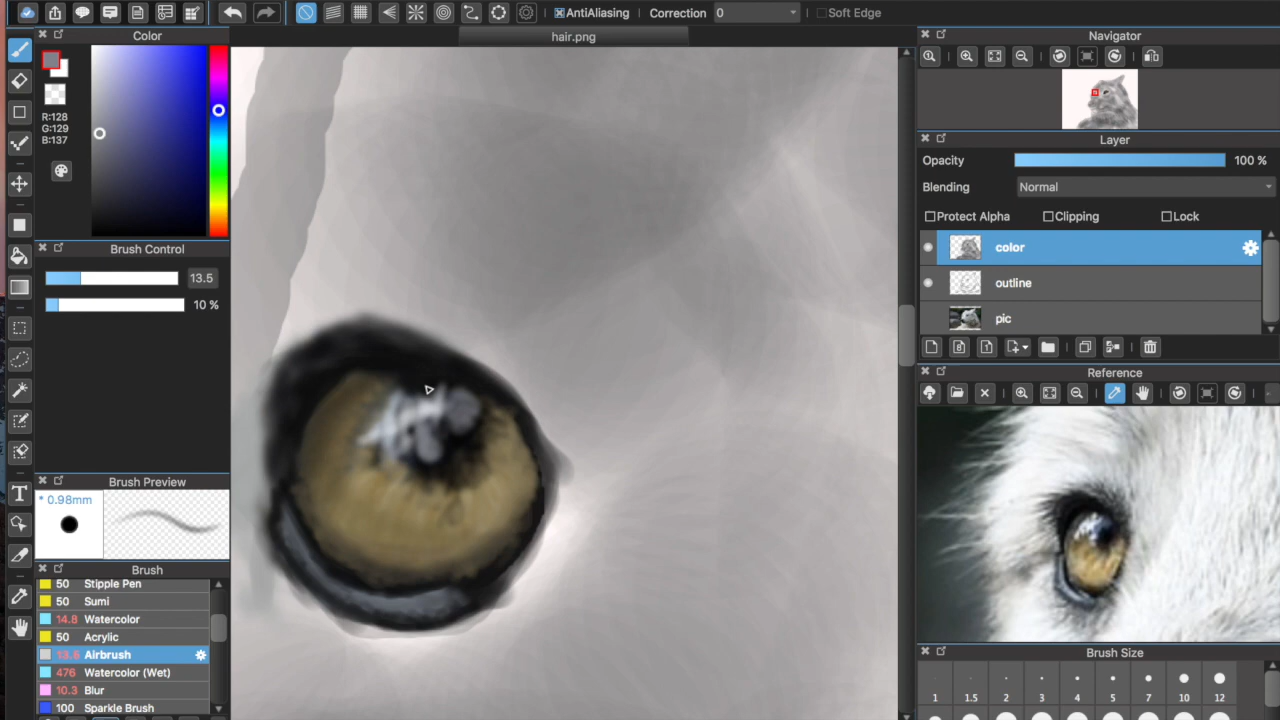 AntiAliasing Correction 0 Soft Edge
Color
hair.png
Navigator
R:128
G:129
B:137
Layer
Opacity 100 %
Blending Normal
Protect Alpha Clipping Lock
color
outline
pic
Brush Control
13.5
10 %
Reference
Brush Preview
* 0.98mm
Brush
50 Stipple Pen
50 Sumi
14.8 Watercolor
50 Acrylic
13.5 Airbrush
476 Watercolor (Wet)
10.3 Blur
100 Sparkle Brush
Brush Size
1 1.5 2 3 4 5 7 10 12
T